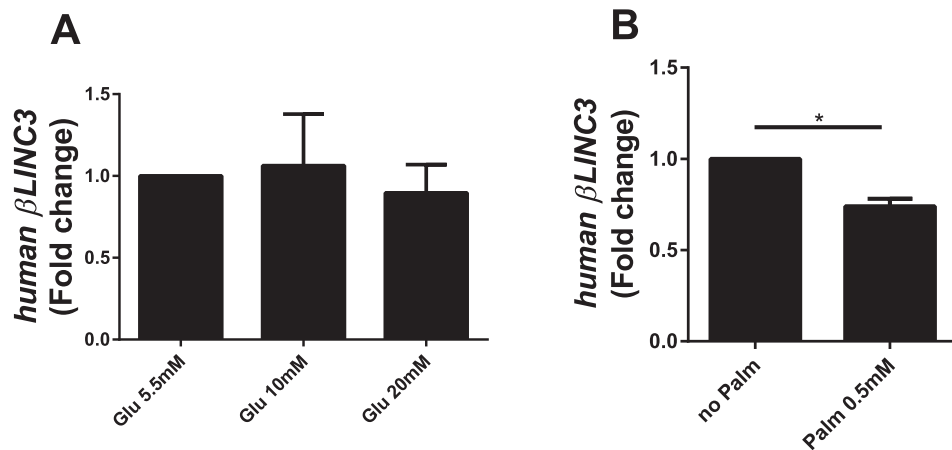 A
human βLINC3
(Fold change)
1.5
1.0
0.5
0.0
Glu 5.5mM
Glu 10mM
Glu 20mM
B
human βLINC3
(Fold change)
1.5
1.0
0.5
0.0
*
no Palm
Palm 0.5mM